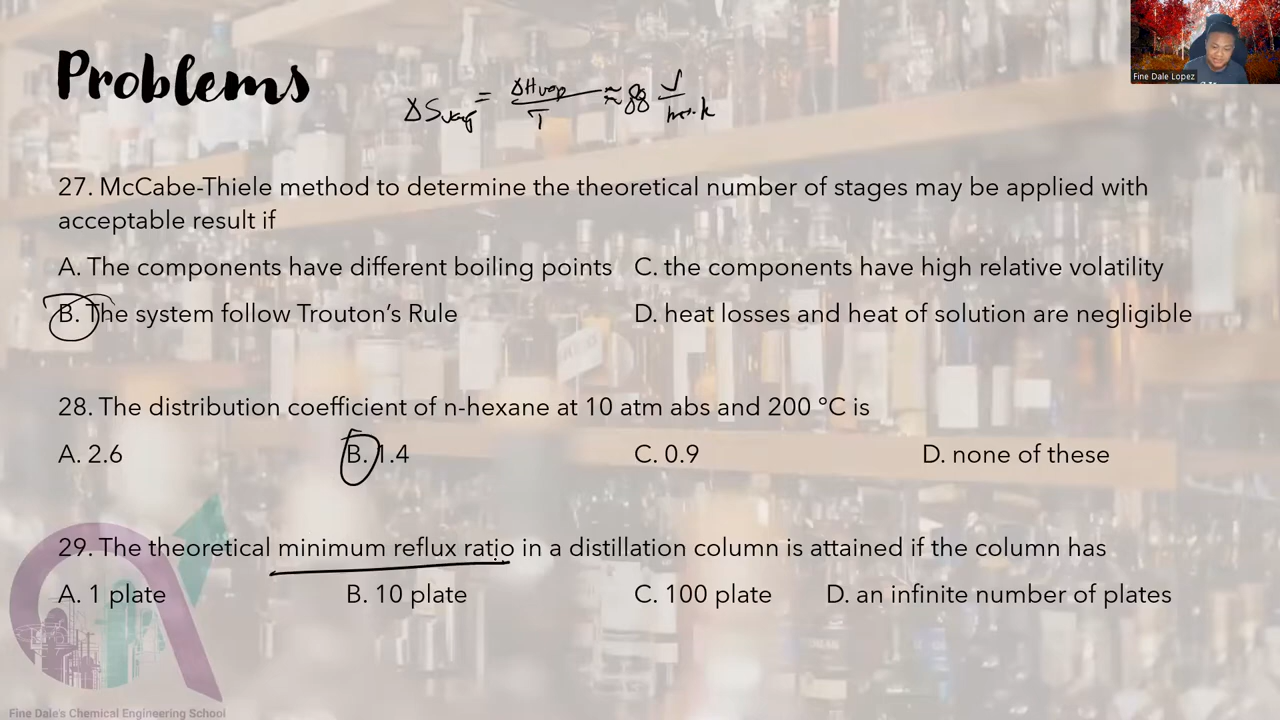 Problems
ΔSvap = ΔHvap / T ≈ 88 J / mol·K
Fine Dale Lopez
27. McCabe-Thiele method to determine the theoretical number of stages may be applied with
acceptable result if
A. The components have different boiling points C. the components have high relative volatility
B. The system follow Trouton's Rule D. heat losses and heat of solution are negligible
28. The distribution coefficient of n-hexane at 10 atm abs and 200 °C is
A. 2.6 B. 1.4 C. 0.9 D. none of these
29. The theoretical minimum reflux ratio in a distillation column is attained if the column has
A. 1 plate B. 10 plate C. 100 plate D. an infinite number of plates
Fine Dale's Chemical Engineering School